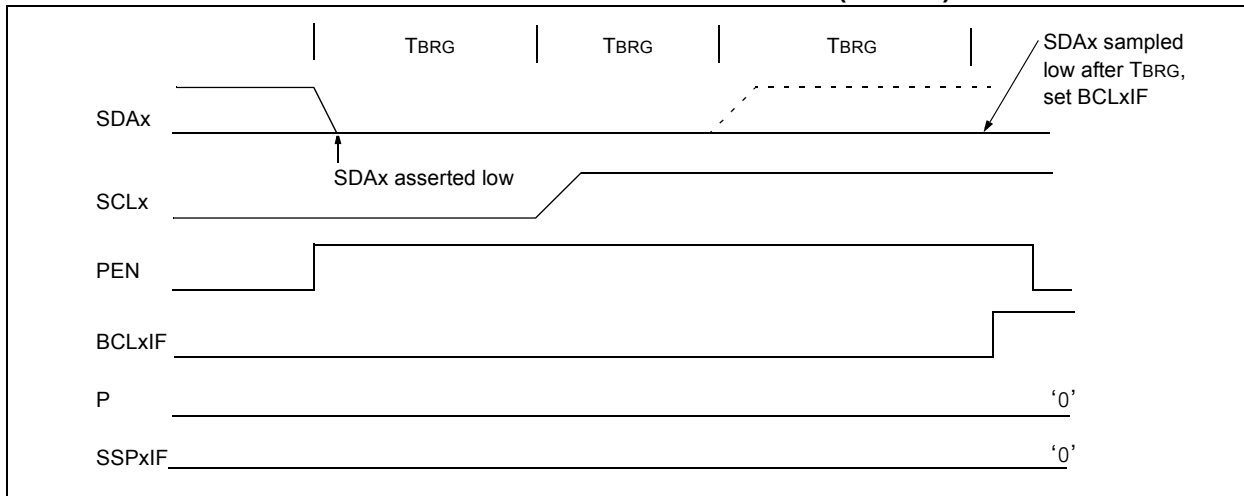 TBRG TBRG TBRG
SDAx sampled
low after TBRG,
set BCLxIF
SDAx
SDAx asserted low
SCLx
PEN
BCLxIF
P ‘0’
SSPxIF ‘0’